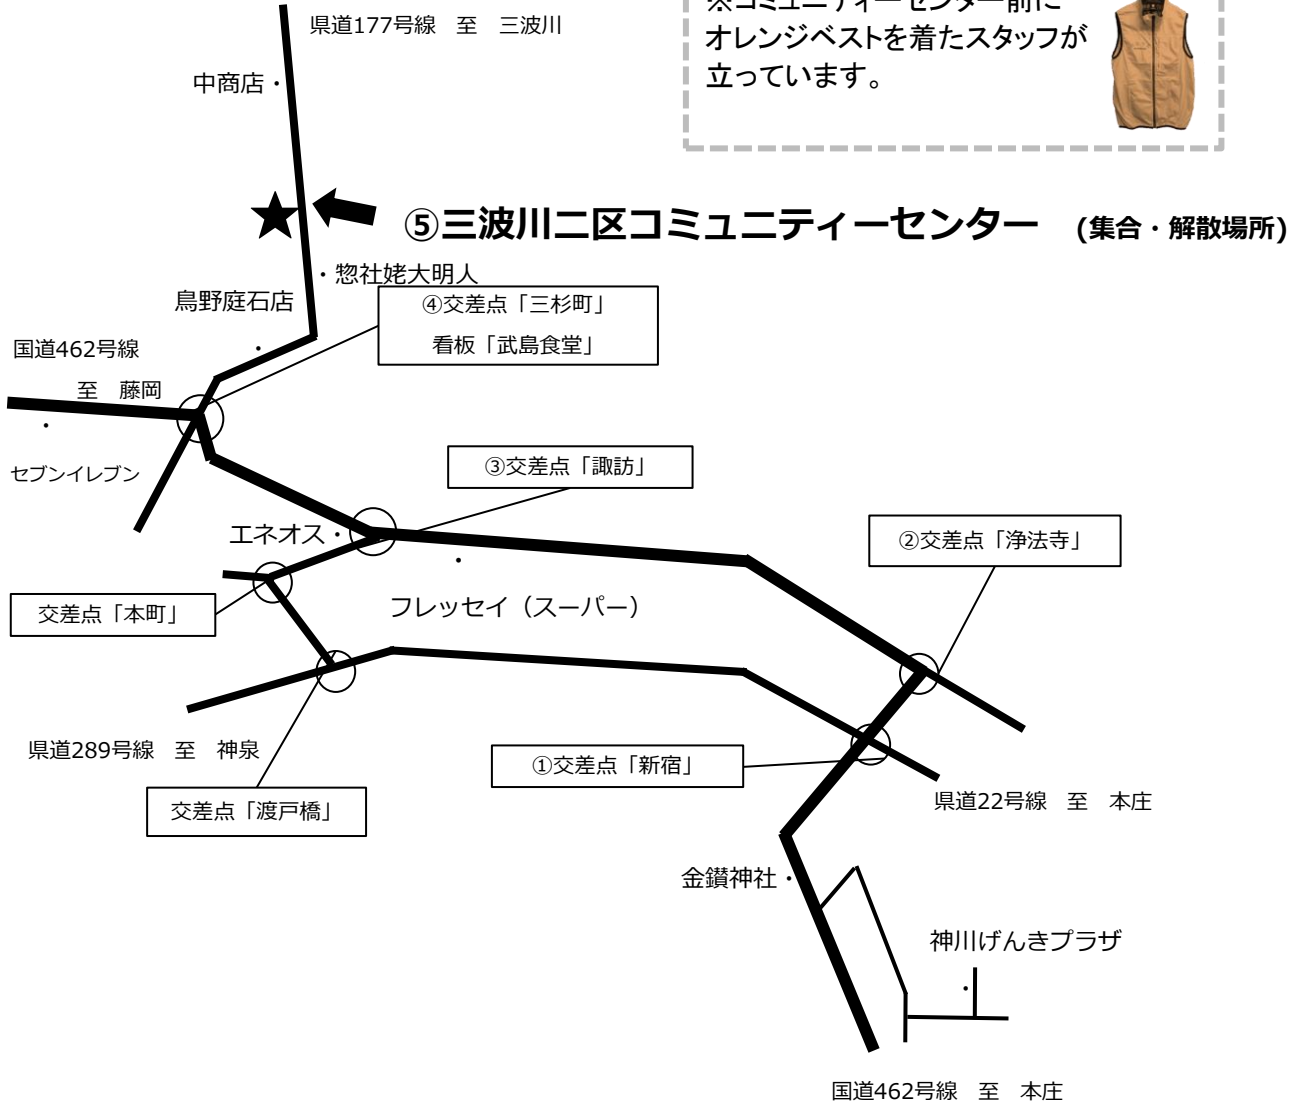 ※コミュニティーセンター前に
オレンジベストを着たスタッフが
立っています。
県道177号線　至　三波川
中商店・
⑤三波川二区コミュニティーセンター　(集合・解散場所)
・惣社姥大明人
鳥野庭石店
④交差点「三杉町」
看板「武島食堂」
国道462号線
至　藤岡
セブンイレブン
③交差点「諏訪」
エネオス・
②交差点「浄法寺」
交差点「本町」
フレッセイ（スーパー）
県道289号線　至　神泉
①交差点「新宿」
交差点「渡戸橋」
県道22号線　至　本庄
金鑚神社・
神川げんきプラザ
国道462号線　至　本庄